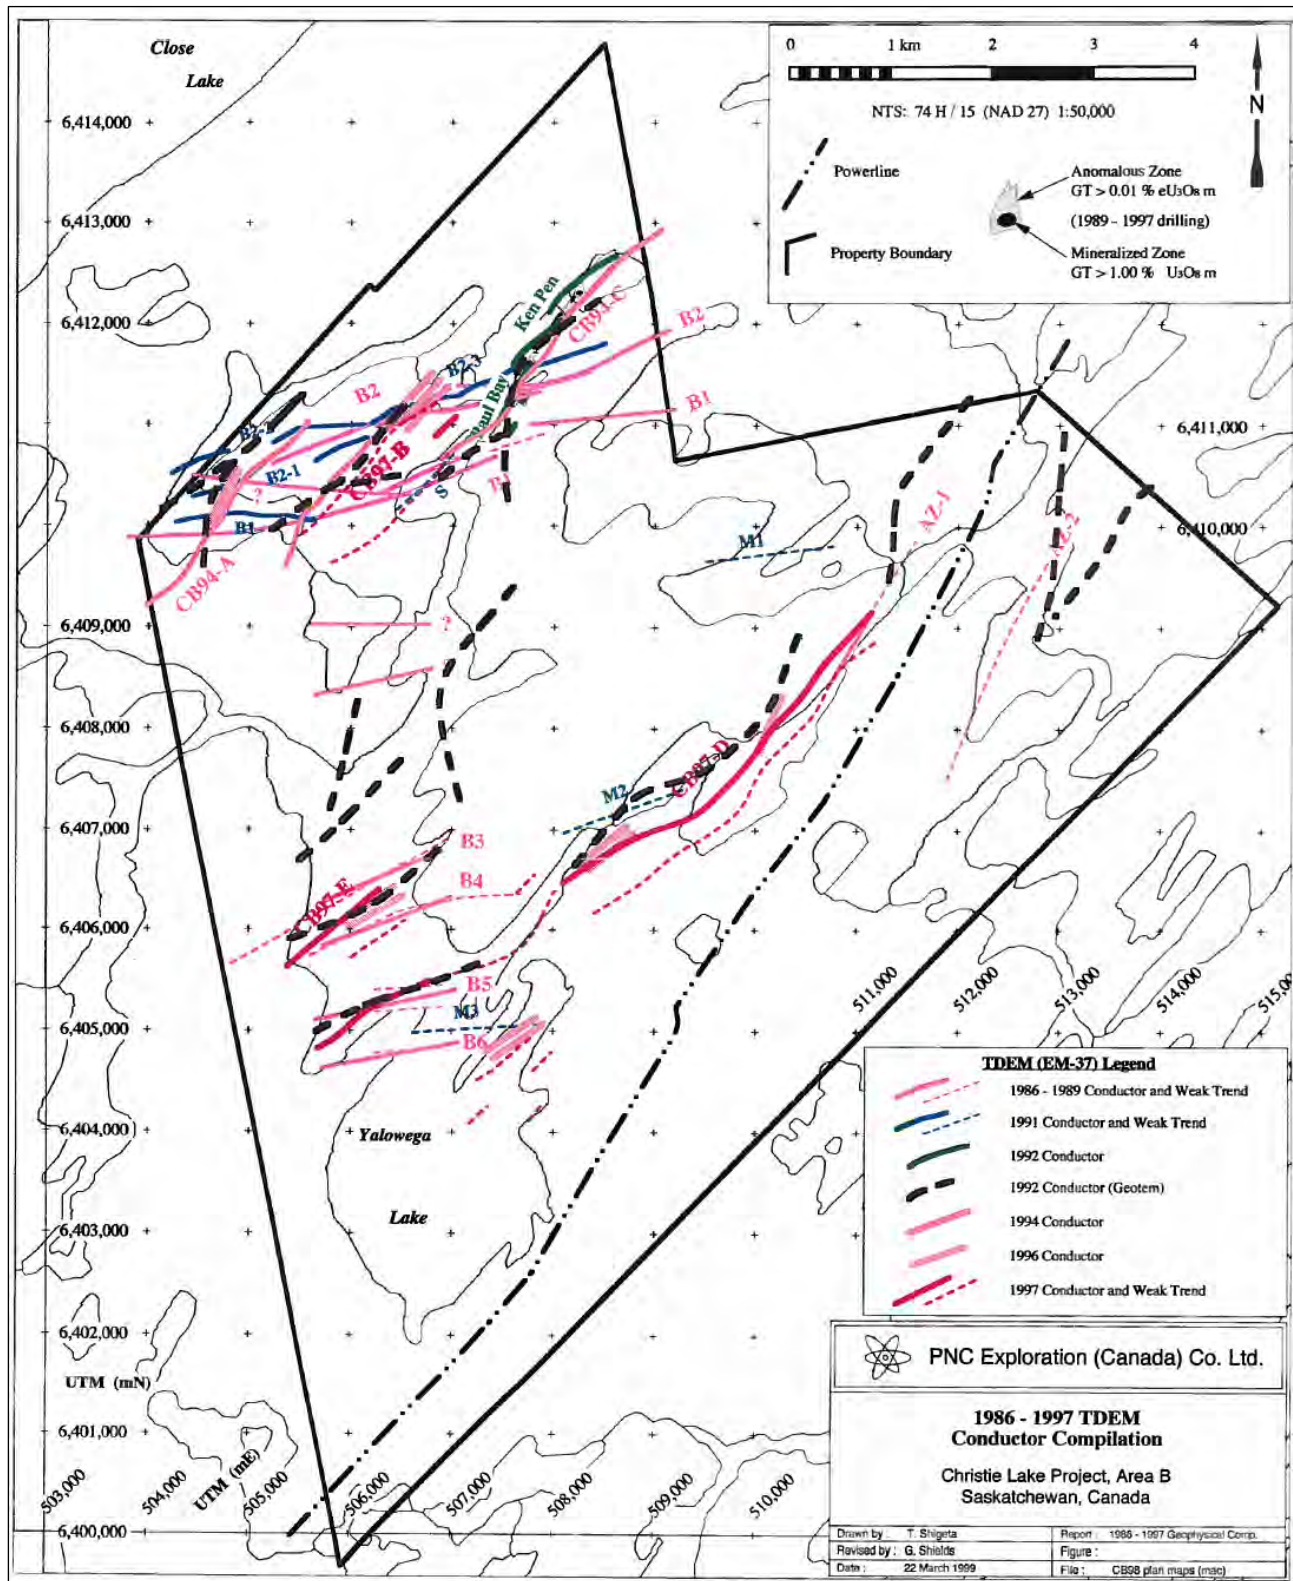 Close
Lake
0 1 km 2 3 4
NTS: 74 H / 15 (NAD 27) 1:50,000
N
Powerline
Property Boundary
Anomalous Zone
GT > 0.01 % eU3O8 m
(1989 - 1997 drilling)
Mineralized Zone
GT > 1.00 % U3O8 m
6,414,000
6,413,000
6,412,000
6,411,000
6,410,000
6,409,000
6,408,000
6,407,000
6,406,000
6,405,000
6,404,000
6,403,000
6,402,000
UTM (mN)
6,401,000
6,400,000
503,000
504,000
UTM (mE)
505,000
506,000
507,000
508,000
509,000
510,000
511,000
512,000
513,000
514,000
Ken Pen
CB94-C
B2
B2-3
B2
B1
B2-1
CB97-B
?
S
B1
B1
CB94-A
M1
AZ-1
AZ-2
?
M2
CB97-D
B3
B4
B5
M3
B6
Yalowega
Lake
TDEM (EM-37) Legend
1986 - 1989 Conductor and Weak Trend
1991 Conductor and Weak Trend
1992 Conductor
1992 Conductor (Geotem)
1994 Conductor
1996 Conductor
1997 Conductor and Weak Trend
PNC Exploration (Canada) Co. Ltd.
1986 - 1997 TDEM
Conductor Compilation
Christie Lake Project, Area B
Saskatchewan, Canada
Drawn by : T. Shigeta
Report : 1986 - 1997 Geophysical Comp.
Revised by : G. Shields
Figure :
Date : 22 March 1999
File : CB98 plan maps (mac)